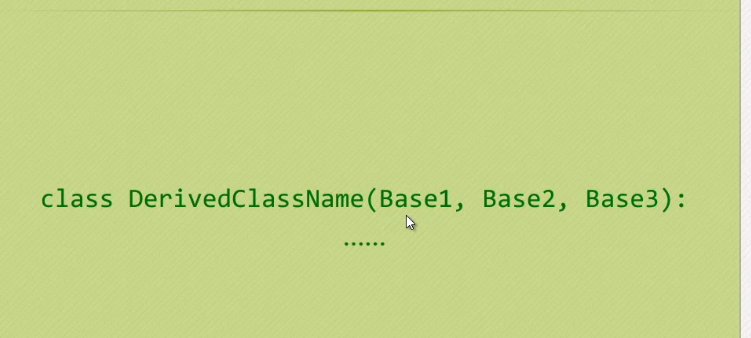 class DerivedClassName(Base1, Base2, Base3):
......